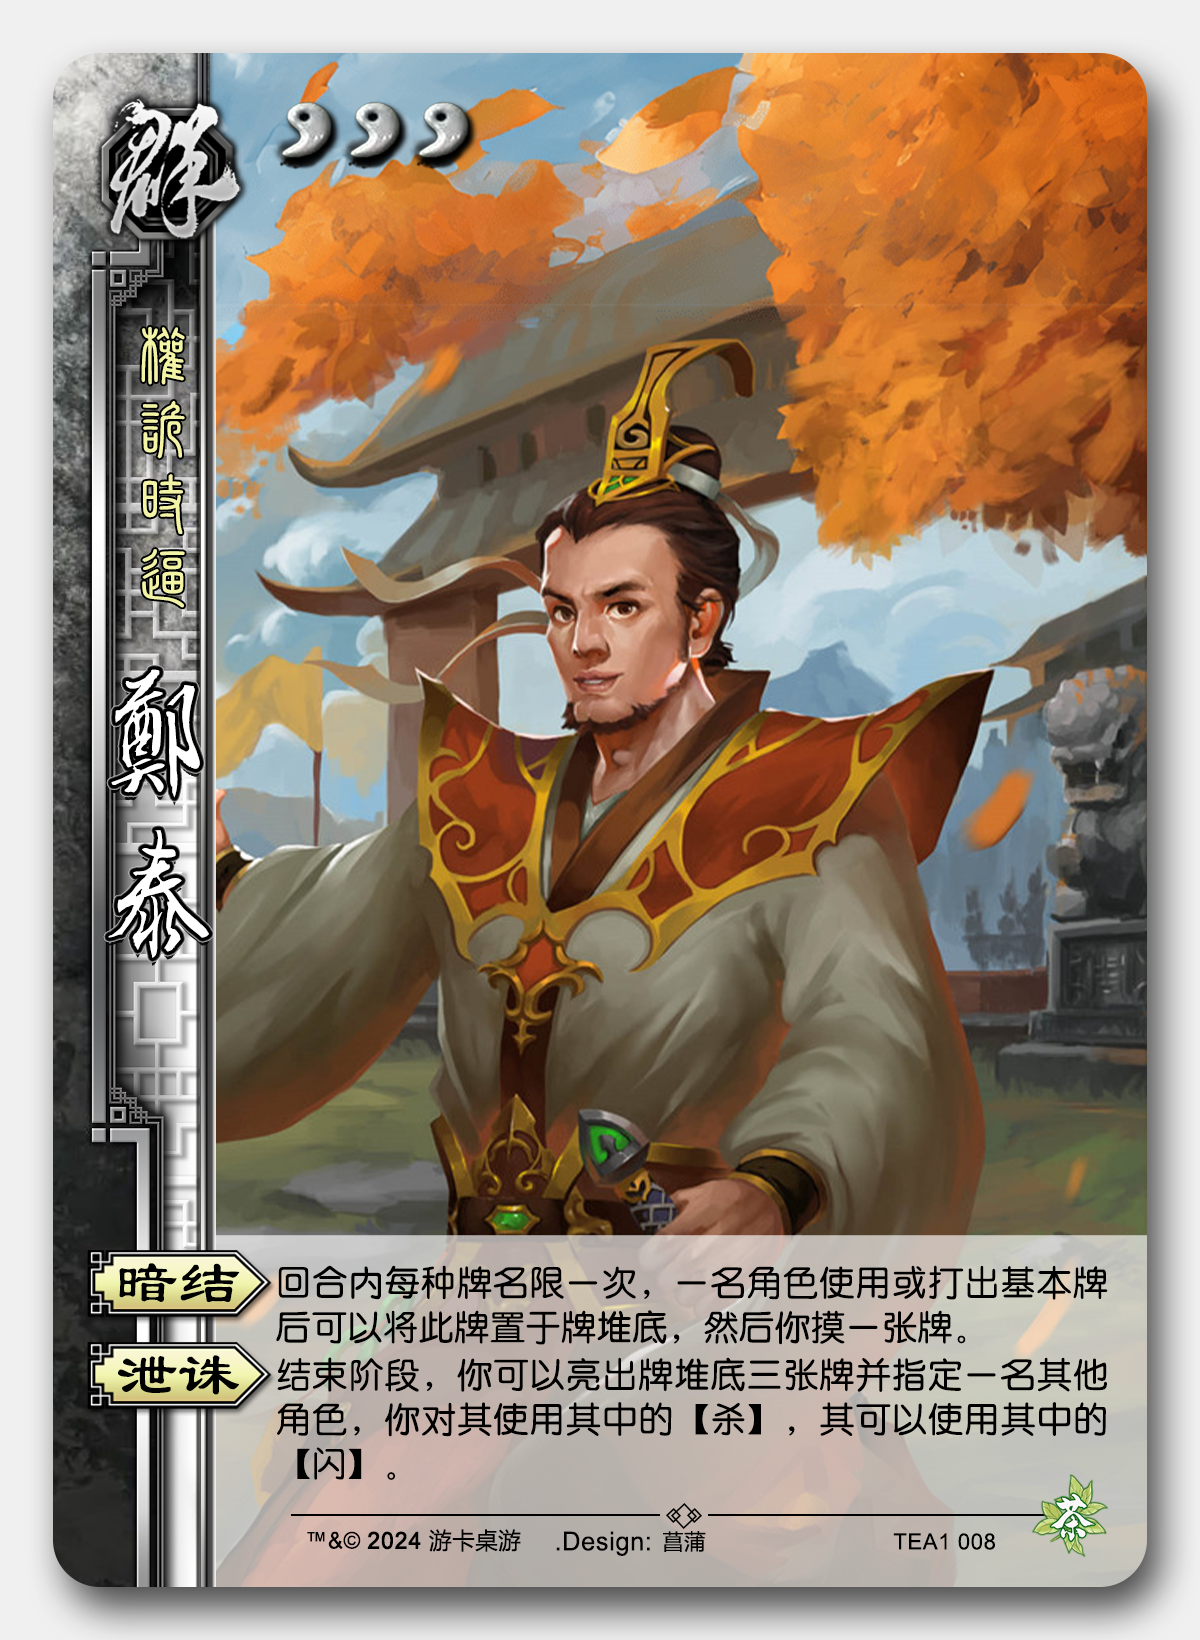 群
權詭時逼
鄭泰
暗结
回合内每种牌名限一次，一名角色使用或打出基本牌
后可以将此牌置于牌堆底，然后你摸一张牌。
泄诛
结束阶段，你可以亮出牌堆底三张牌并指定一名其他
角色，你对其使用其中的【杀】，其可以使用其中的
【闪】。
™&© 2024 游卡桌游 .Design: 菖蒲 TEA1 008
茶